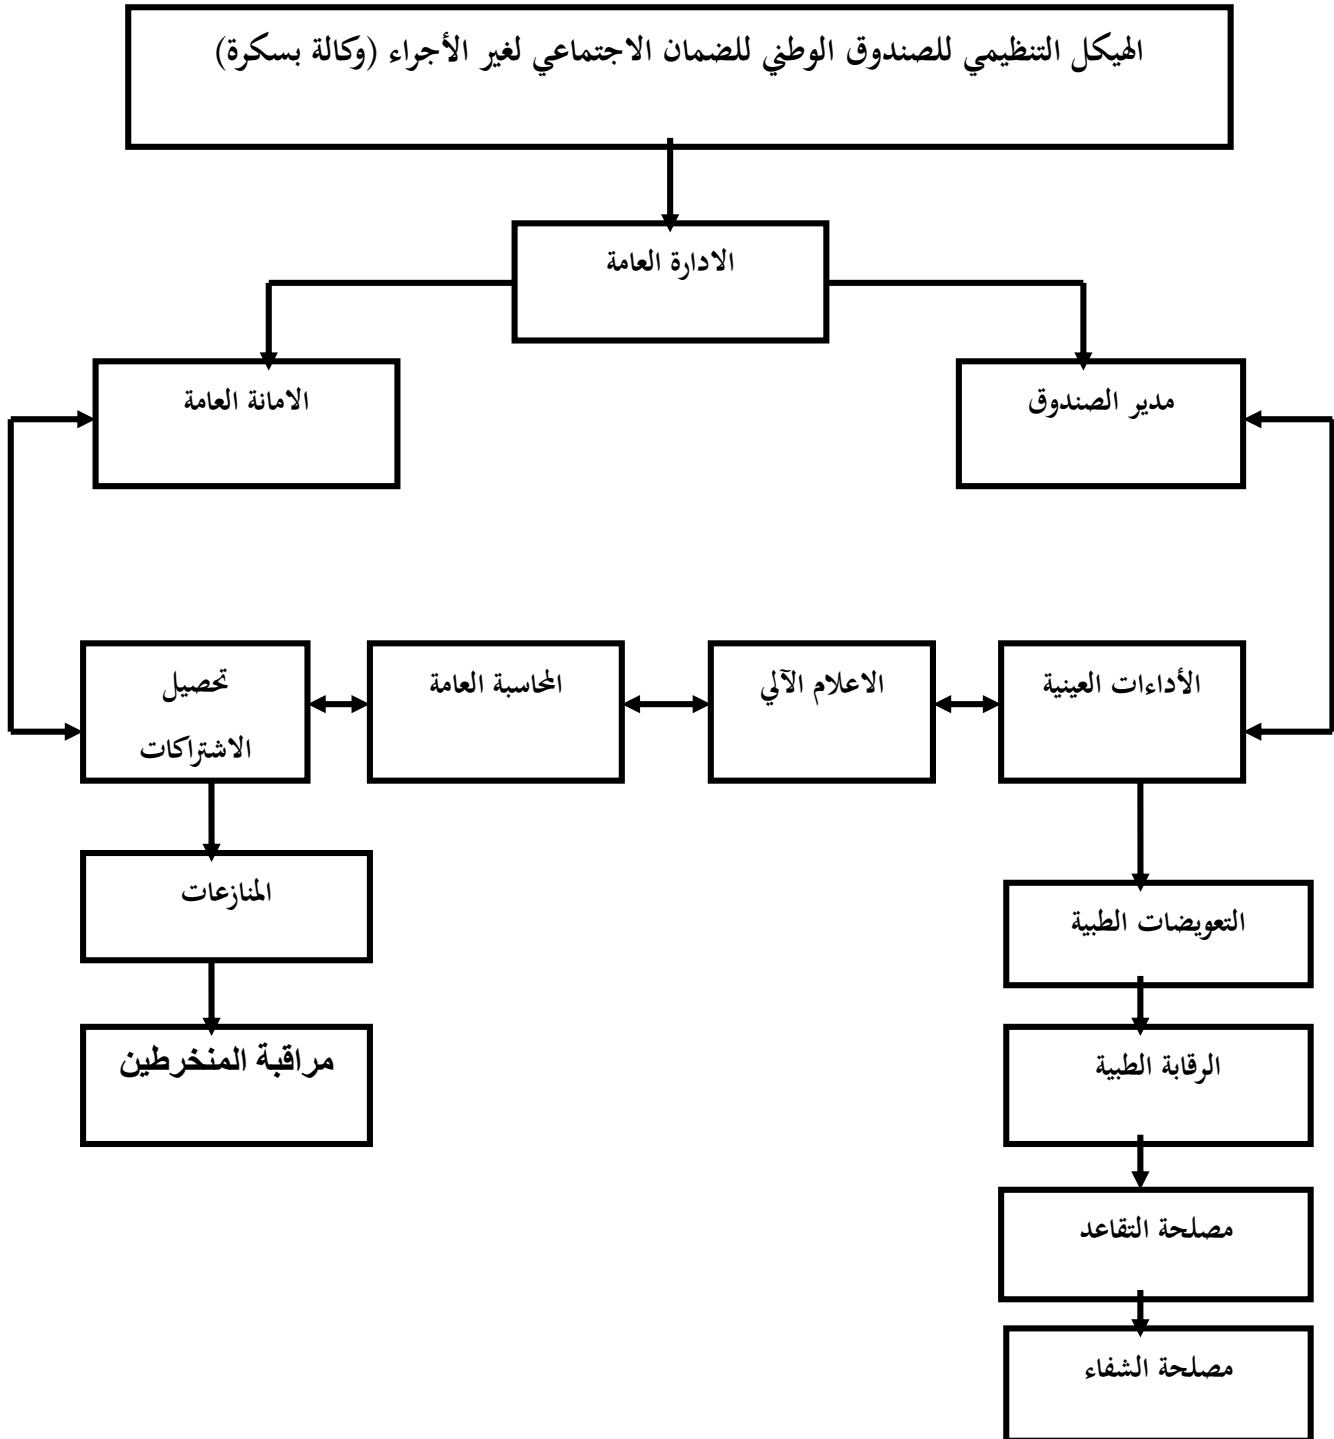 الهيكل التنظيمي للصندوق الوطني للضمان الاجتماعي لغير الأجراء (وكالة بسكرة)
الادارة العامة
مدير الصندوق
الامانة العامة
الأداءات العينية
الاعلام الآلي
المحاسبة العامة
تحصيل
الاشتراكات
المنازعات
مراقبة المنخرطين
التعويضات الطبية
الرقابة الطبية
مصلحة التقاعد
مصلحة الشفاء